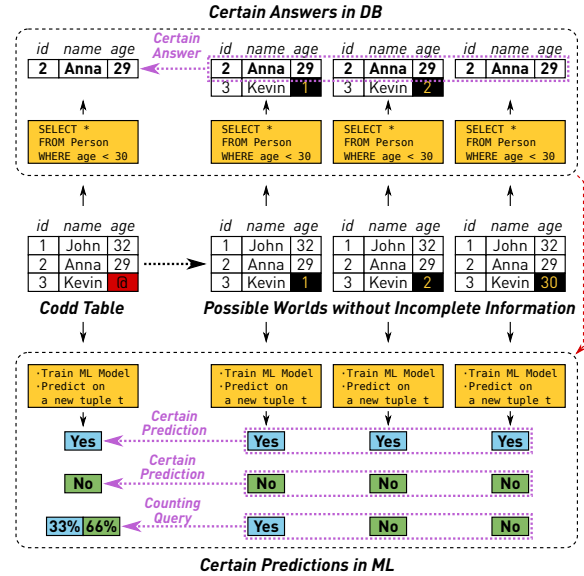 Certain Answers in DB
id name age Certain Answer id name age id name age id name age
2 Anna 29 2 Anna 29 2 Anna 29 2 Anna 29
3 Kevin 1 3 Kevin 2
SELECT * SELECT * SELECT * SELECT *
FROM Person FROM Person FROM Person FROM Person
WHERE age < 30 WHERE age < 30 WHERE age < 30 WHERE age < 30
id name age id name age id name age id name age
1 John 32 1 John 32 1 John 32 1 John 32
2 Anna 29 2 Anna 29 2 Anna 29 2 Anna 29
3 Kevin @ 3 Kevin 1 3 Kevin 2 3 Kevin 30
Codd Table Possible Worlds without Incomplete Information
·Train ML Model ·Train ML Model ·Train ML Model ·Train ML Model
·Predict on ·Predict on ·Predict on ·Predict on
a new tuple t a new tuple t a new tuple t a new tuple t
Yes Certain Prediction Yes Yes Yes
No Certain Prediction No No No
33% 66% Counting Query Yes No No
Certain Predictions in ML